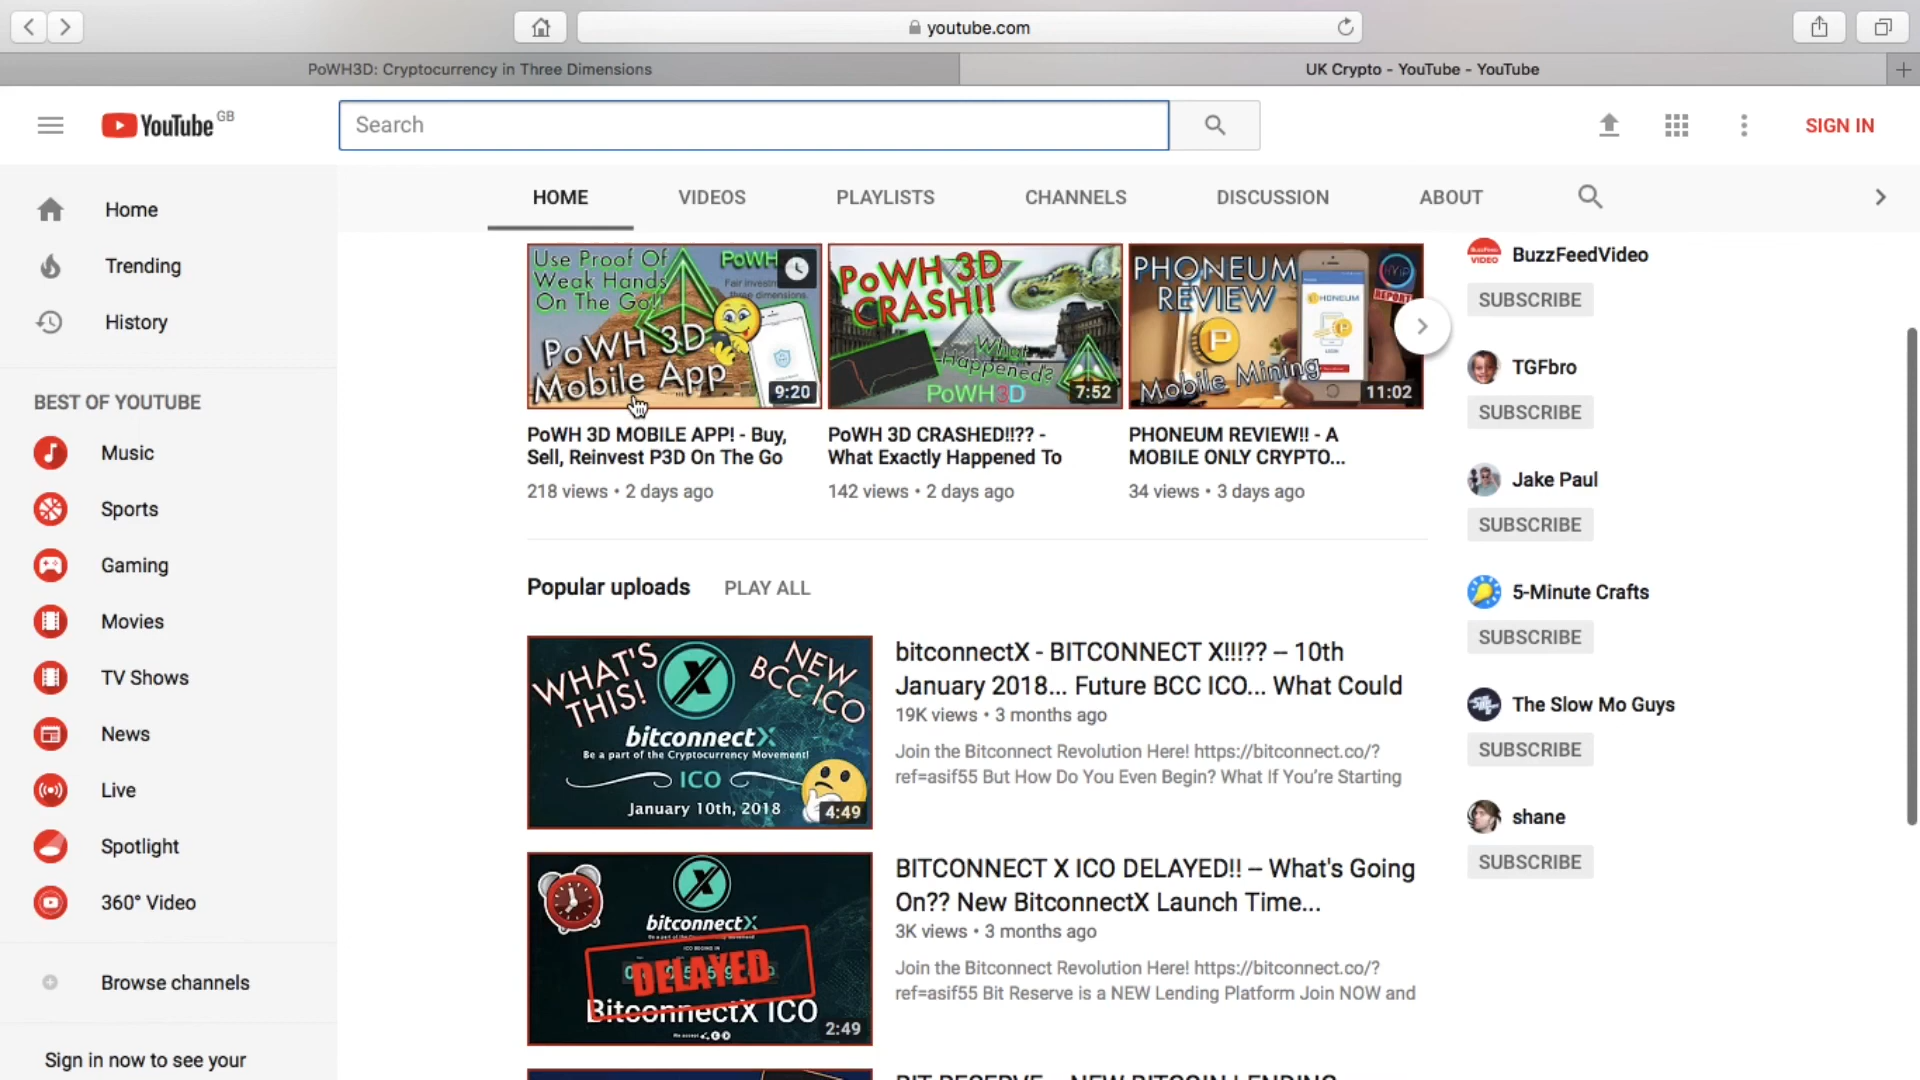 youtube.com
PoWH3D: Cryptocurrency in Three Dimensions
UK Crypto - YouTube - YouTube
YouTube GB
Search
SIGN IN
HOME
VIDEOS
PLAYLISTS
CHANNELS
DISCUSSION
ABOUT
Home
Trending
History
BEST OF YOUTUBE
Music
Sports
Gaming
Movies
TV Shows
News
Live
Spotlight
360° Video
Browse channels
Sign in now to see your
Use Proof Of
Weak Hands
On The Go!
PoWH
PoWH 3D
Mobile App
9:20
PoWH 3D MOBILE APP! - Buy,
Sell, Reinvest P3D On The Go
218 views • 2 days ago
PoWH 3D
CRASH!!
What
Happened?
PoWH3D
7:52
PoWH 3D CRASHED!!?? -
What Exactly Happened To
142 views • 2 days ago
PHONEUM
REVIEW
REPORT
Mobile Mining
11:02
PHONEUM REVIEW!! - A
MOBILE ONLY CRYPTO...
34 views • 3 days ago
Popular uploads
PLAY ALL
WHAT'S
THIS!
NEW
BCC ICO
bitconnectX
Be a part of the Cryptocurrency Movement!
ICO
January 10th, 2018
4:49
bitconnectX - BITCONNECT X!!!?? – 10th
January 2018... Future BCC ICO... What Could
19K views • 3 months ago
Join the Bitconnect Revolution Here! https://bitconnect.co/?
ref=asif55 But How Do You Even Begin? What If You're Starting
bitconnectX
DELAYED
BitconnectX ICO
2:49
BITCONNECT X ICO DELAYED!! – What's Going
On?? New BitconnectX Launch Time...
3K views • 3 months ago
Join the Bitconnect Revolution Here! https://bitconnect.co/?
ref=asif55 Bit Reserve is a NEW Lending Platform Join NOW and
BIT RESERVE – NEW BITCOIN LENDING
BuzzFeedVideo
SUBSCRIBE
TGFbro
SUBSCRIBE
Jake Paul
SUBSCRIBE
5-Minute Crafts
SUBSCRIBE
The Slow Mo Guys
SUBSCRIBE
shane
SUBSCRIBE